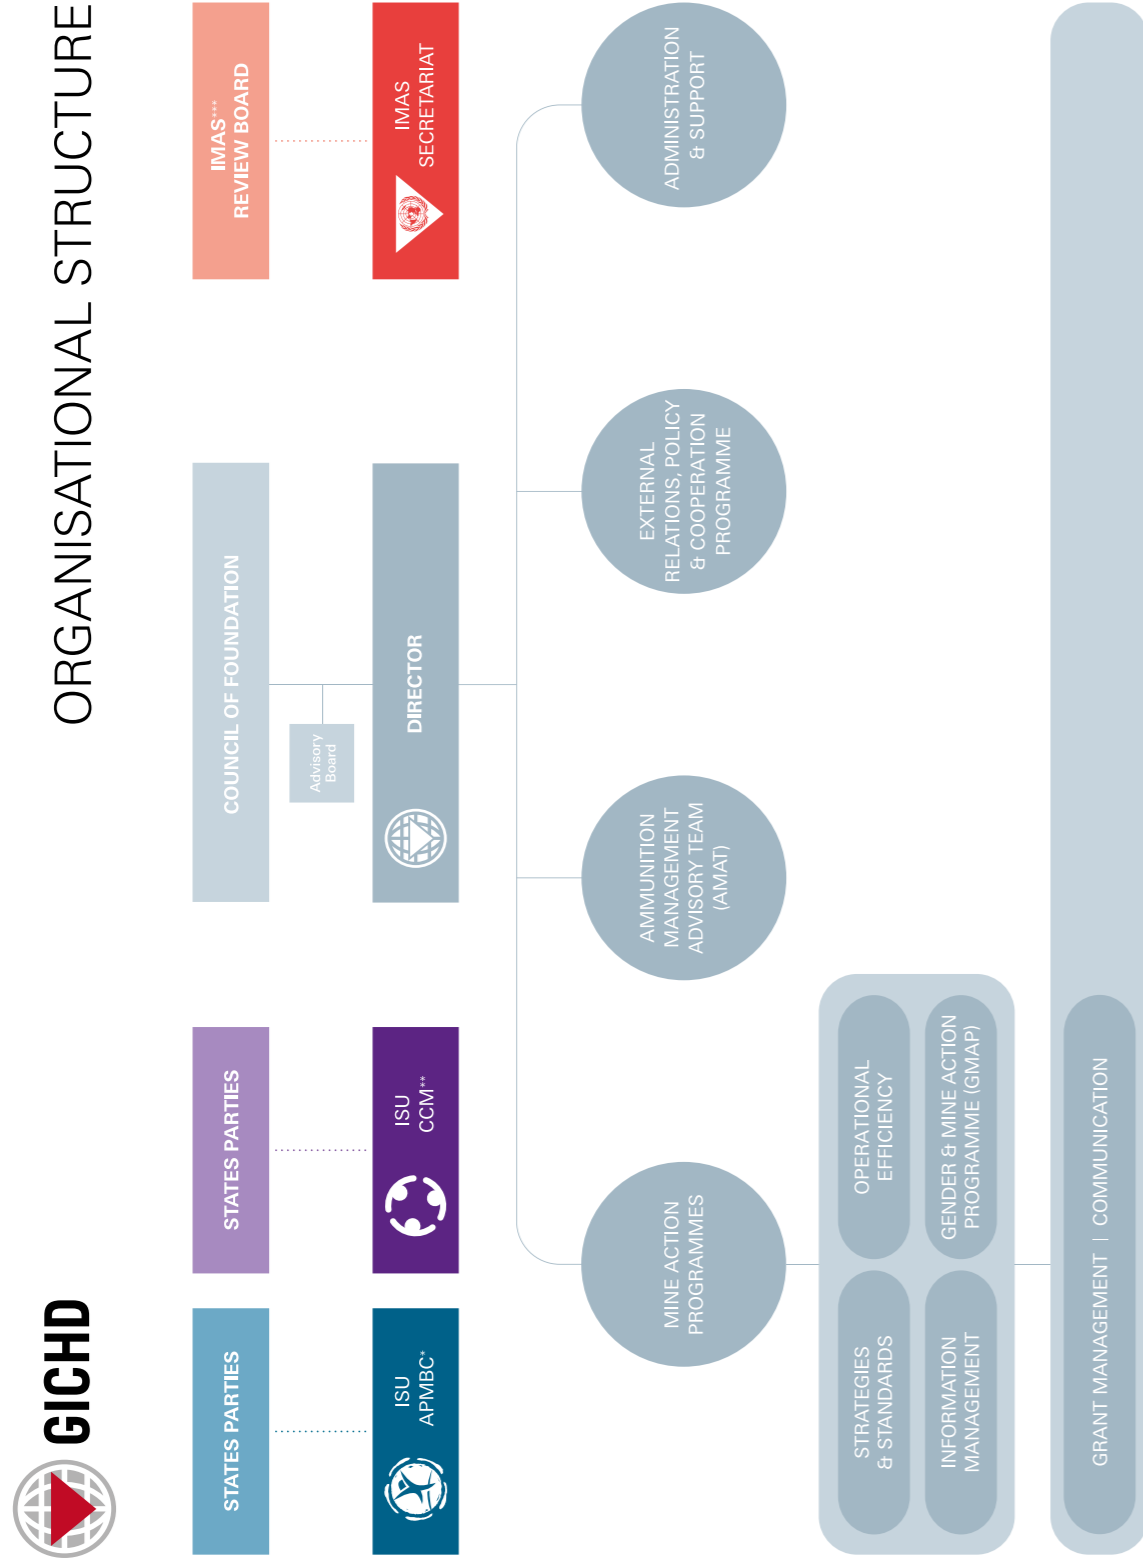 GICHD
ORGANISATIONAL STRUCTURE
STATES PARTIES
STATES PARTIES
COUNCIL OF FOUNDATION
IMAS***
REVIEW BOARD
Advisory
Board
ISU
APMBC*
ISU
CCM**
DIRECTOR
IMAS
SECRETARIAT
MINE ACTION
PROGRAMMES
AMMUNITION
MANAGEMENT
ADVISORY TEAM
(AMAT)
EXTERNAL
RELATIONS, POLICY
& COOPERATION
PROGRAMME
ADMINISTRATION
& SUPPORT
STRATEGIES
& STANDARDS
OPERATIONAL
EFFICIENCY
INFORMATION
MANAGEMENT
GENDER & MINE ACTION
PROGRAMME (GMAP)
GRANT MANAGEMENT | COMMUNICATION